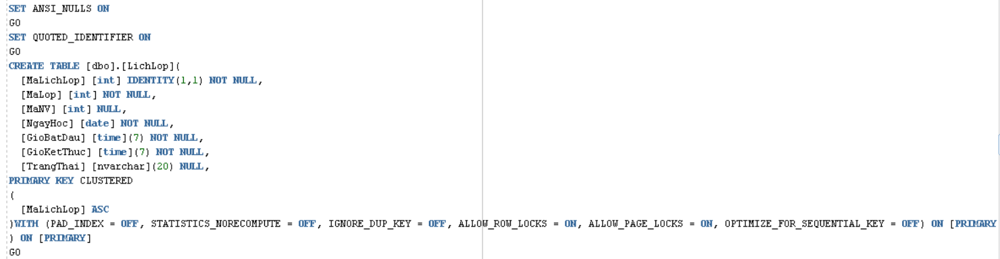 SET ANSI_NULLS ON
GO
SET QUOTED_IDENTIFIER ON
GO
CREATE TABLE [dbo].[LichLop](
[MaLichLop] [int] IDENTITY(1,1) NOT NULL,
[MaLop] [int] NOT NULL,
[MaNV] [int] NULL,
[NgayHoc] [date] NOT NULL,
[GioBatDau] [time](7) NOT NULL,
[GioKetThuc] [time](7) NOT NULL,
[TrangThai] [nvarchar](20) NULL,
PRIMARY KEY CLUSTERED
(
[MaLichLop] ASC
)WITH (PAD_INDEX = OFF, STATISTICS_NORECOMPUTE = OFF, IGNORE_DUP_KEY = OFF, ALLOW_ROW_LOCKS = ON, ALLOW_PAGE_LOCKS = ON, OPTIMIZE_FOR_SEQUENTIAL_KEY = OFF) ON [PRIMARY
) ON [PRIMARY]
GO